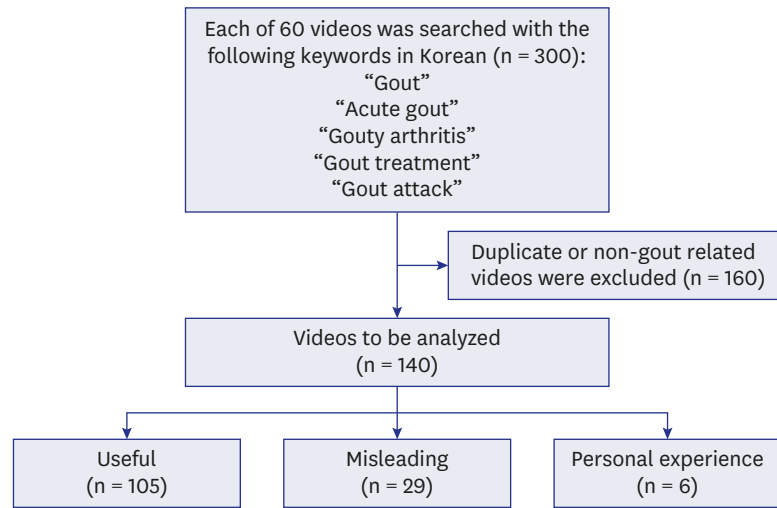 Each of 60 videos was searched with the
following keywords in Korean (n = 300):
“Gout”
“Acute gout”
“Gouty arthritis”
“Gout treatment”
“Gout attack”
Duplicate or non-gout related
videos were excluded (n = 160)
Videos to be analyzed
(n = 140)
Useful
(n = 105)
Misleading
(n = 29)
Personal experience
(n = 6)